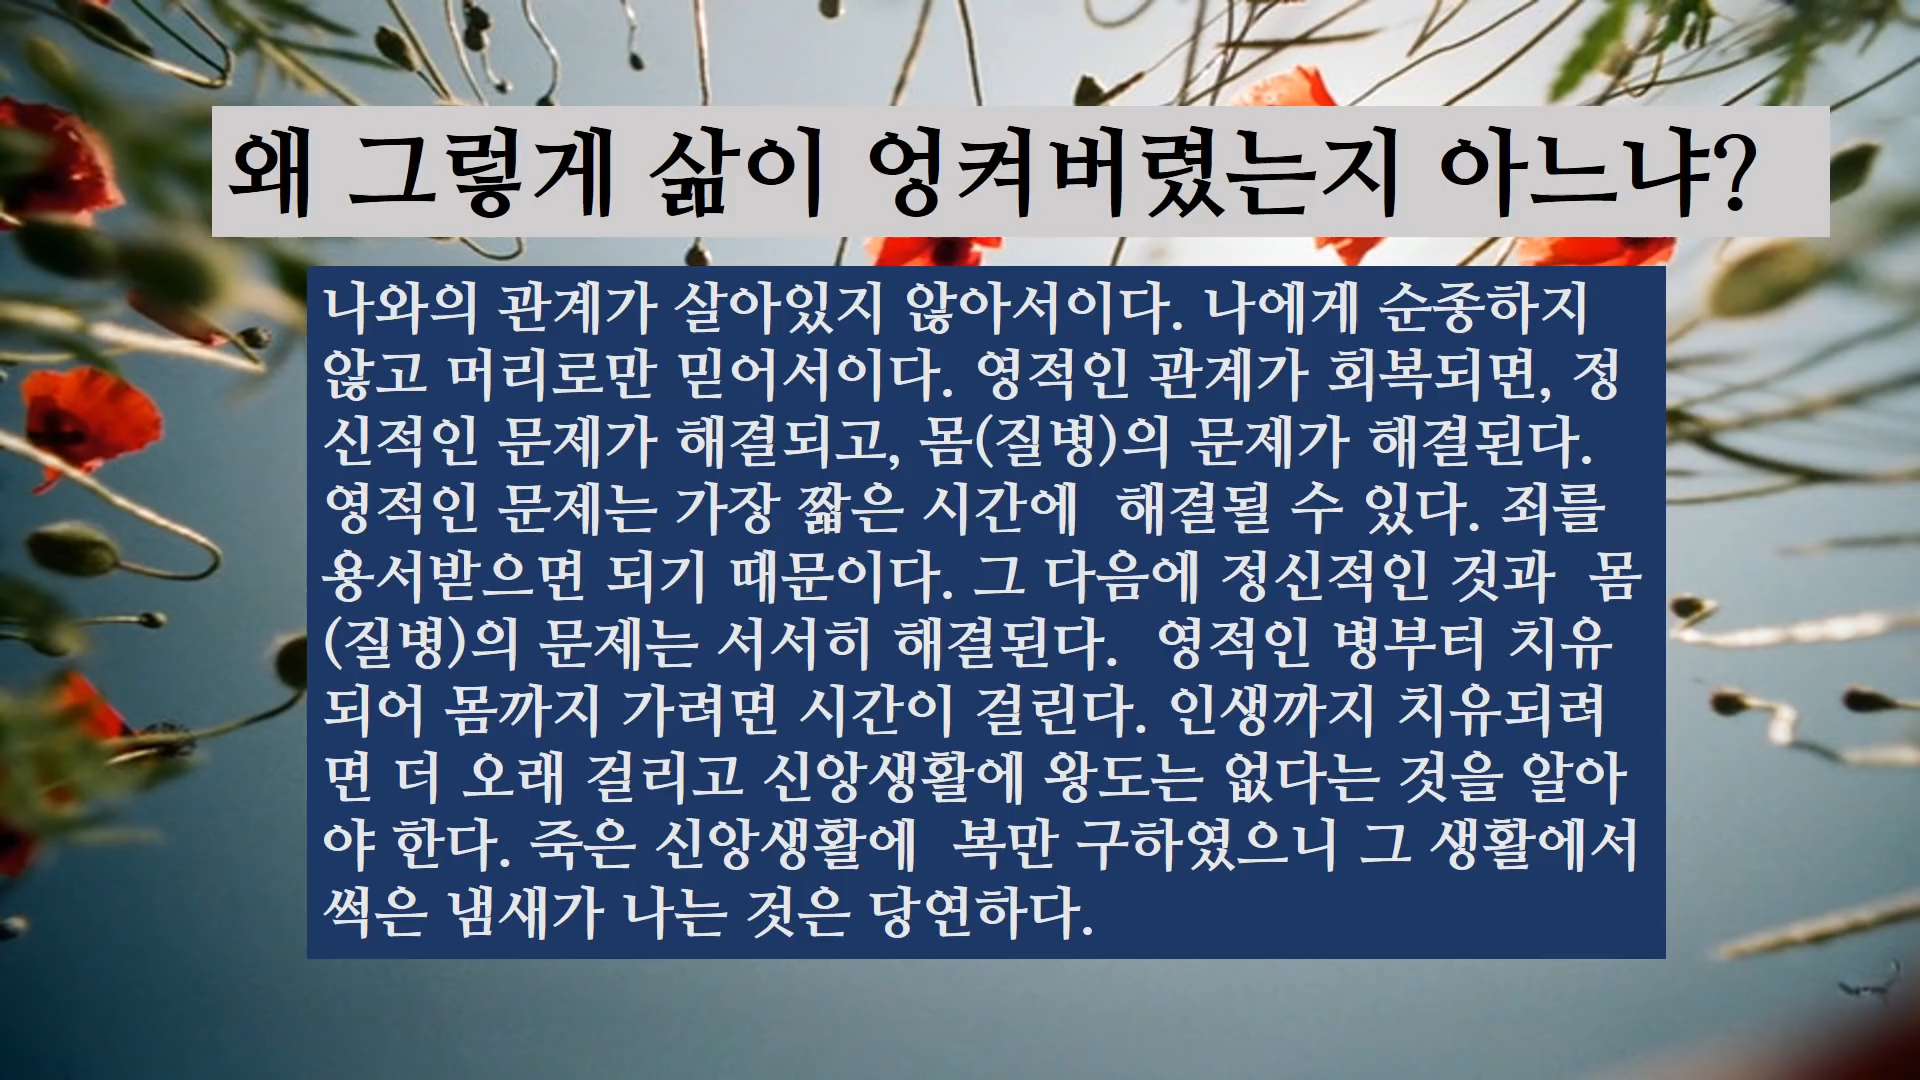 왜 그렇게 삶이 엉켜버렸는지 아느냐?
나와의 관계가 살아있지 않아서이다. 나에게 순종하지
않고 머리로만 믿어서이다. 영적인 관계가 회복되면, 정
신적인 문제가 해결되고, 몸(질병)의 문제가 해결된다.
영적인 문제는 가장 짧은 시간에  해결될 수 있다. 죄를
용서받으면 되기 때문이다. 그 다음에 정신적인 것과  몸
(질병)의 문제는 서서히 해결된다.  영적인 병부터 치유
되어 몸까지 가려면 시간이 걸린다. 인생까지 치유되려
면 더 오래 걸리고 신앙생활에 왕도는 없다는 것을 알아
야 한다. 죽은 신앙생활에  복만 구하였으니 그 생활에서
썩은 냄새가 나는 것은 당연하다.